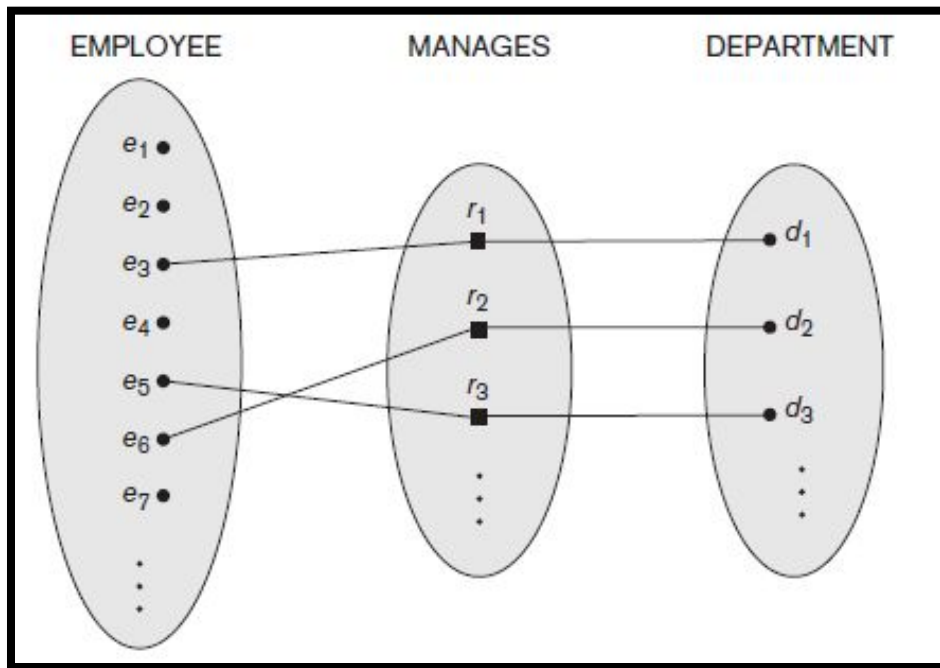 EMPLOYEE MANAGES DEPARTMENT
e1
e2
e3
e4
e5
e6
e7
r1
r2
r3
d1
d2
d3